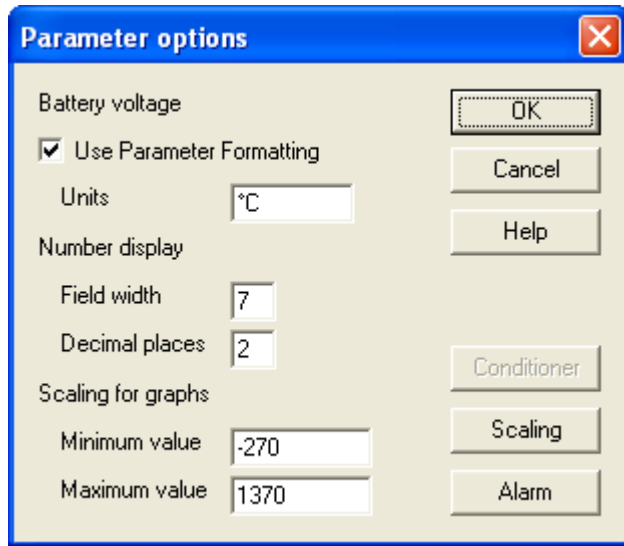 Parameter options
Battery voltage
OK
Use Parameter Formatting
Cancel
Units °C
Help
Number display
Field width 7
Decimal places 2
Conditioner
Scaling for graphs
Scaling
Minimum value -270
Maximum value 1370
Alarm